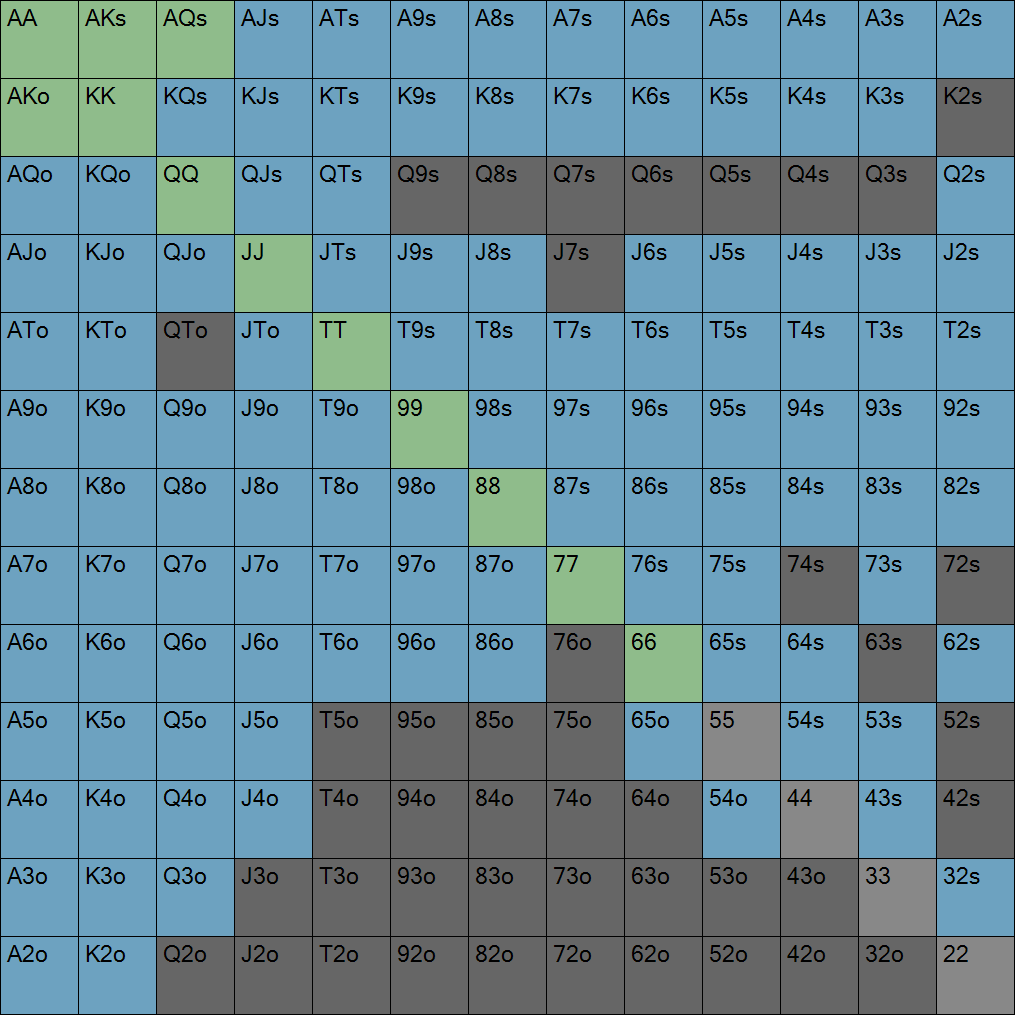 AA AKs AQs AJs ATs A9s A8s A7s A6s A5s A4s A3s A2s
AKo KK KQs KJs KTs K9s K8s K7s K6s K5s K4s K3s K2s
AQo KQo QQ QJs QTs Q9s Q8s Q7s Q6s Q5s Q4s Q3s Q2s
AJo KJo QJo JJ JTs J9s J8s J7s J6s J5s J4s J3s J2s
ATo KTo QTo JTo TT T9s T8s T7s T6s T5s T4s T3s T2s
A9o K9o Q9o J9o T9o 99 98s 97s 96s 95s 94s 93s 92s
A8o K8o Q8o J8o T8o 98o 88 87s 86s 85s 84s 83s 82s
A7o K7o Q7o J7o T7o 97o 87o 77 76s 75s 74s 73s 72s
A6o K6o Q6o J6o T6o 96o 86o 76o 66 65s 64s 63s 62s
A5o K5o Q5o J5o T5o 95o 85o 75o 65o 55 54s 53s 52s
A4o K4o Q4o J4o T4o 94o 84o 74o 64o 54o 44 43s 42s
A3o K3o Q3o J3o T3o 93o 83o 73o 63o 53o 43o 33 32s
A2o K2o Q2o J2o T2o 92o 82o 72o 62o 52o 42o 32o 22